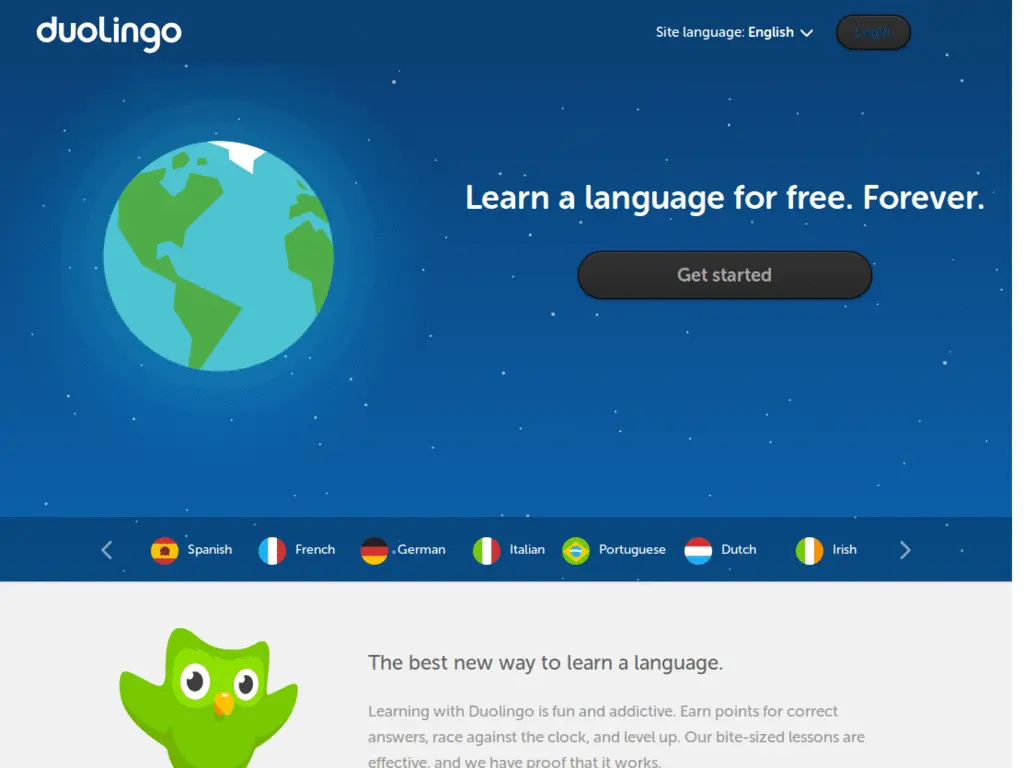 duolingo
Site language: English
Login
Learn a language for free. Forever.
Get started
Spanish
French
German
Italian
Portuguese
Dutch
Irish
The best new way to learn a language.
Learning with Duolingo is fun and addictive. Earn points for correct
answers, race against the clock, and level up. Our bite-sized lessons are
effective, and we have proof that it works.